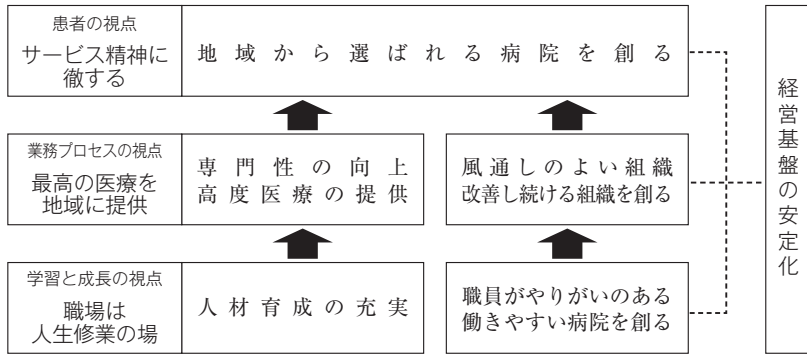 患者の視点
サービス精神に
徹する
地域から選ばれる病院を創る
業務プロセスの視点
最高の医療を
地域に提供
専門性の向上
高度医療の提供
風通しのよい組織
改善し続ける組織を創る
学習と成長の視点
職場は
人生修業の場
人材育成の充実
職員がやりがいのある
働きやすい病院を創る
経営基盤の安定化